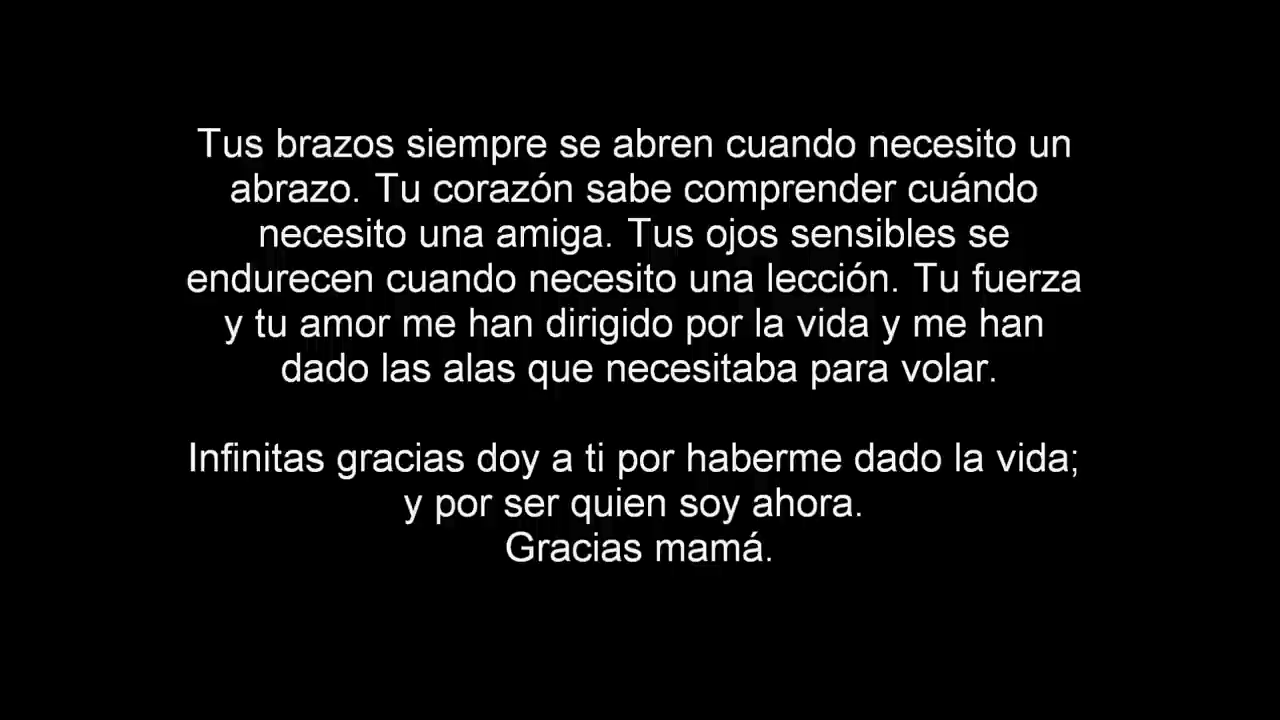 Tus brazos siempre se abren cuando necesito un
abrazo. Tu corazón sabe comprender cuándo
necesito una amiga. Tus ojos sensibles se
endurecen cuando necesito una lección. Tu fuerza
y tu amor me han dirigido por la vida y me han
dado las alas que necesitaba para volar.
Infinitas gracias doy a ti por haberme dado la vida;
y por ser quien soy ahora.
Gracias mamá.